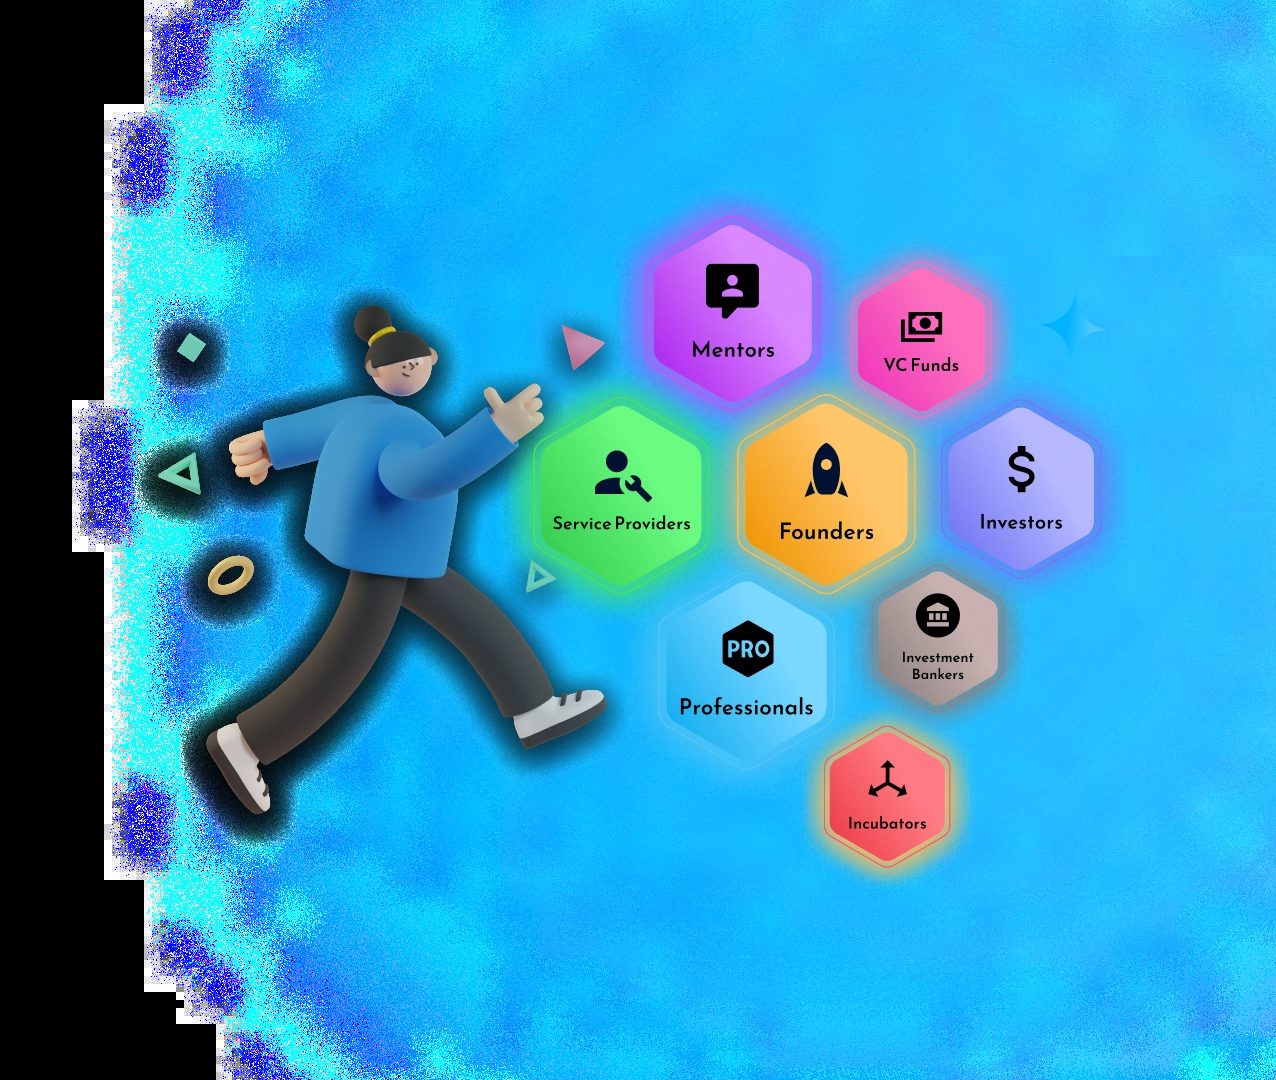 Mentors
VC Funds
Service Providers
Founders
Investors
PRO
Professionals
Investment
Bankers
Incubators